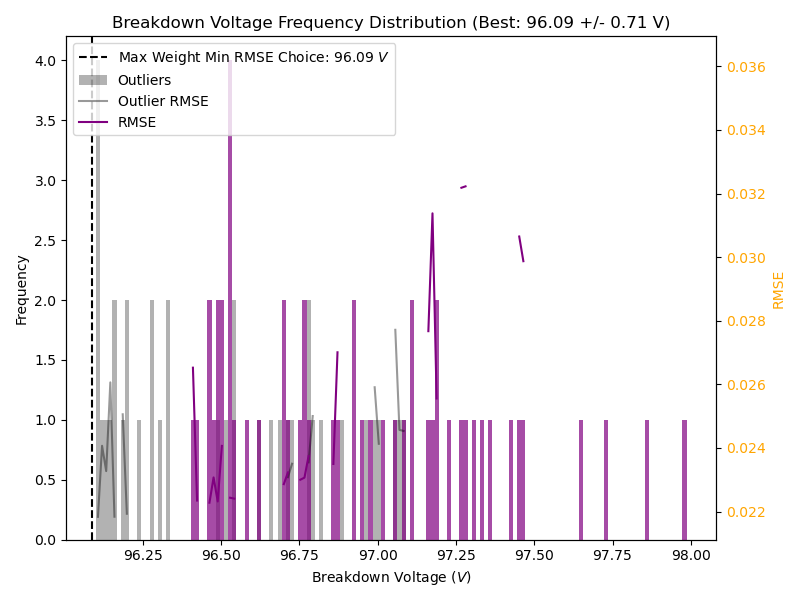 Breakdown Voltage Frequency Distribution (Best: 96.09 +/- 0.71 V)
Max Weight Min RMSE Choice: 96.09 V
Outliers
Outlier RMSE
RMSE
Frequency
4.0
3.5
3.0
2.5
2.0
1.5
1.0
0.5
0.0
0.036
0.034
0.032
0.030
0.028
0.026
0.024
0.022
RMSE
96.25 96.50 96.75 97.00 97.25 97.50 97.75 98.00
Breakdown Voltage (V)